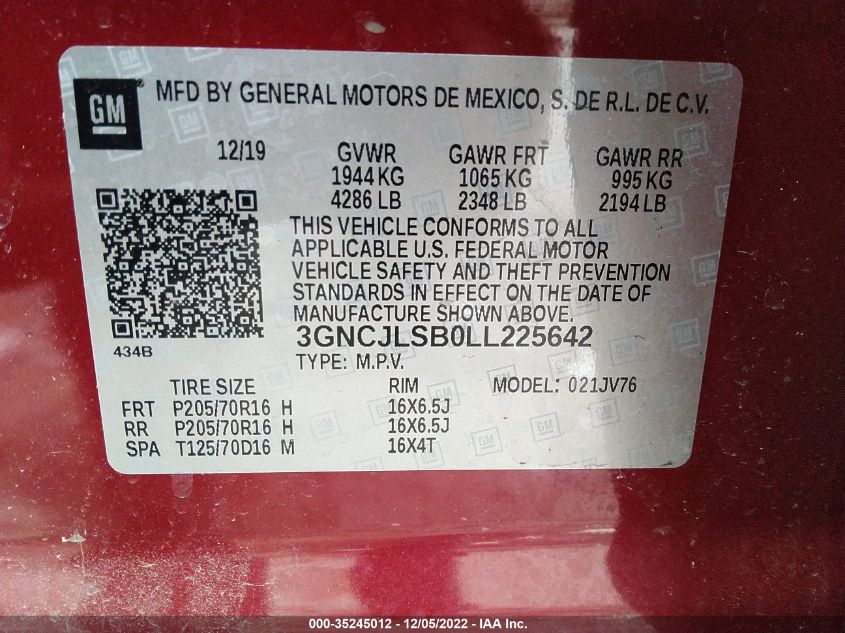 GM ® MFD BY GENERAL MOTORS DE MEXICO, S. DE R.L. DE C.V.
12/19 GVWR GAWR FRT GAWR RR
1944 KG 1065 KG 995 KG
4286 LB 2348 LB 2194 LB
THIS VEHICLE CONFORMS TO ALL
APPLICABLE U.S. FEDERAL MOTOR
VEHICLE SAFETY AND THEFT PREVENTION
STANDARDS IN EFFECT ON THE DATE OF
MANUFACTURE SHOWN ABOVE.
3GNCJLSB0LL225642
434B TYPE: M.P.V.
TIRE SIZE RIM MODEL: 021JV76
FRT P205/70R16 H 16X6.5J
RR P205/70R16 H 16X6.5J
SPA T125/70D16 M 16X4T
000-35245012 - 12/05/2022 - IAA Inc.